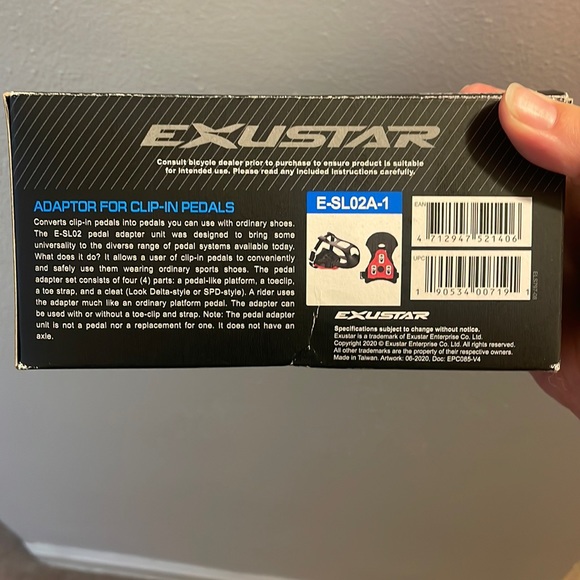 EXUSTAR
Consult bicycle dealer prior to purchase to ensure product is suitable
for intended use. Please read any included instructions carefully.
ADAPTOR FOR CLIP-IN PEDALS
Converts clip-in pedals into pedals you can use with ordinary shoes.
The E-SL02 pedal adapter unit was designed to bring some
universality to the diverse range of pedal systems available today.
What does it do? It allows a user of clip-in pedals to conveniently
and safely use them wearing ordinary sports shoes. The pedal
adapter set consists of four (4) parts: a pedal-like platform, a toeclip,
a toe strap, and a cleat (Look Delta-style or SPD-style). A rider uses
the adapter much like an ordinary platform pedal. The adaptor can
be used with or without a toe-clip and strap. Note: The pedal adapter
unit is not a pedal nor a replacement for one. It does not have an
axle.
E-SL02A-1
EAN
4 712947 521406
UPC
1 90534 00719 1
ELS797-08
EXUSTAR
Specifications subject to change without notice.
Exustar is a trademark of Exustar Enterprise Co. Ltd.
Copyright 2020 © Exustar Enterprise Co. Ltd. All rights reserved.
All other trademarks are the property of their respective owners.
Made in Taiwan. Artwork: 06-2020, Doc: EPC085-V4